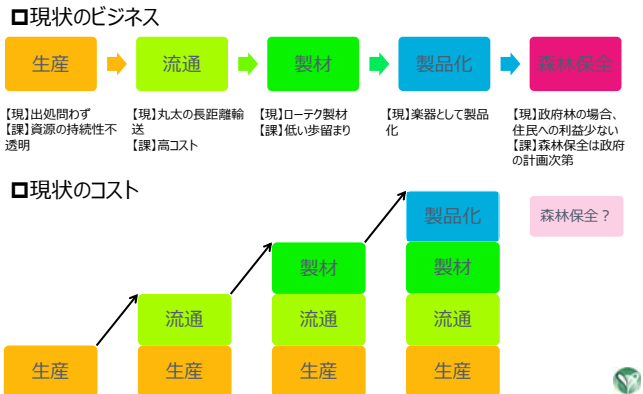 現状のビジネス
生産
流通
製材
製品化
森林保全
【現】出処問わず
【課】資源の持続性不
透明
【現】丸太の長距離輸
送
【課】高コスト
【現】ローテク製材
【課】低い歩留まり
【現】楽器として製品
化
【現】政府林の場合、
住民への利益少ない
【課】森林保全は政府
の計画次第
現状のコスト
製品化
森林保全？
製材
製材
流通
流通
流通
生産
生産
生産
生産